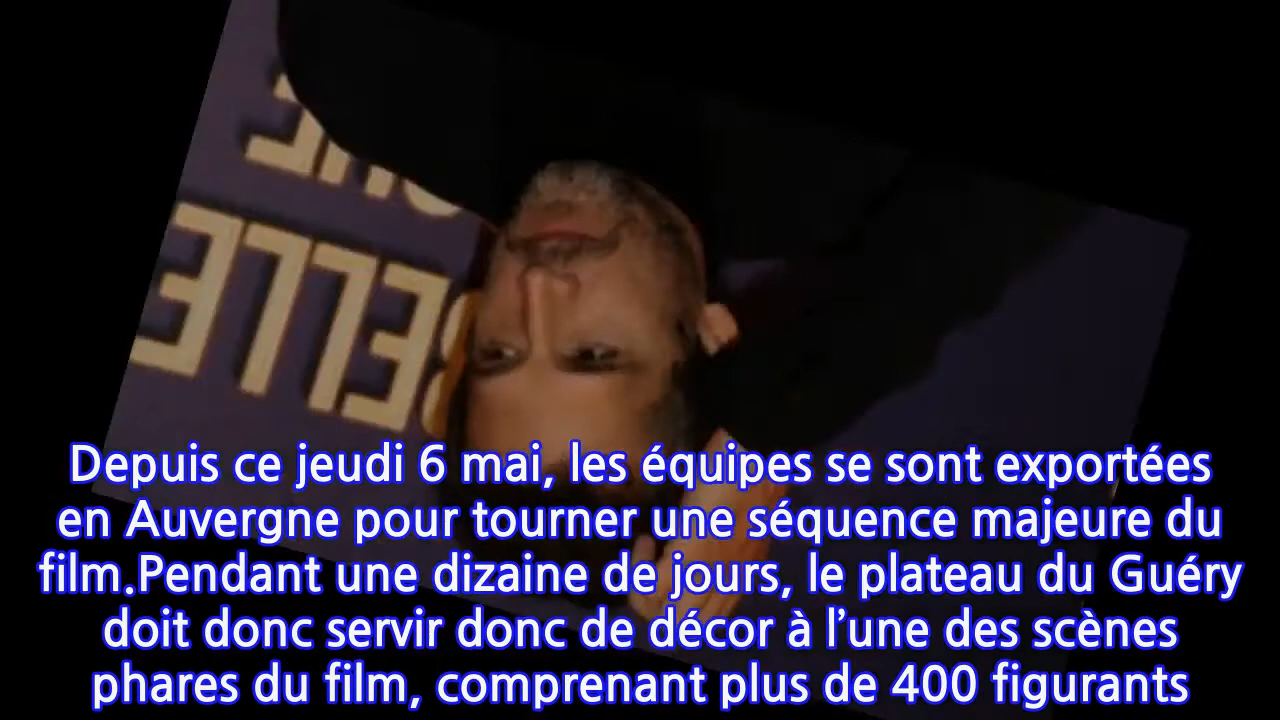 UNE
BELLE
Depuis ce jeudi 6 mai, les équipes se sont exportées
en Auvergne pour tourner une séquence majeure du
film.Pendant une dizaine de jours, le plateau du Guéry
doit donc servir donc de décor à l’une des scènes
phares du film, comprenant plus de 400 figurants